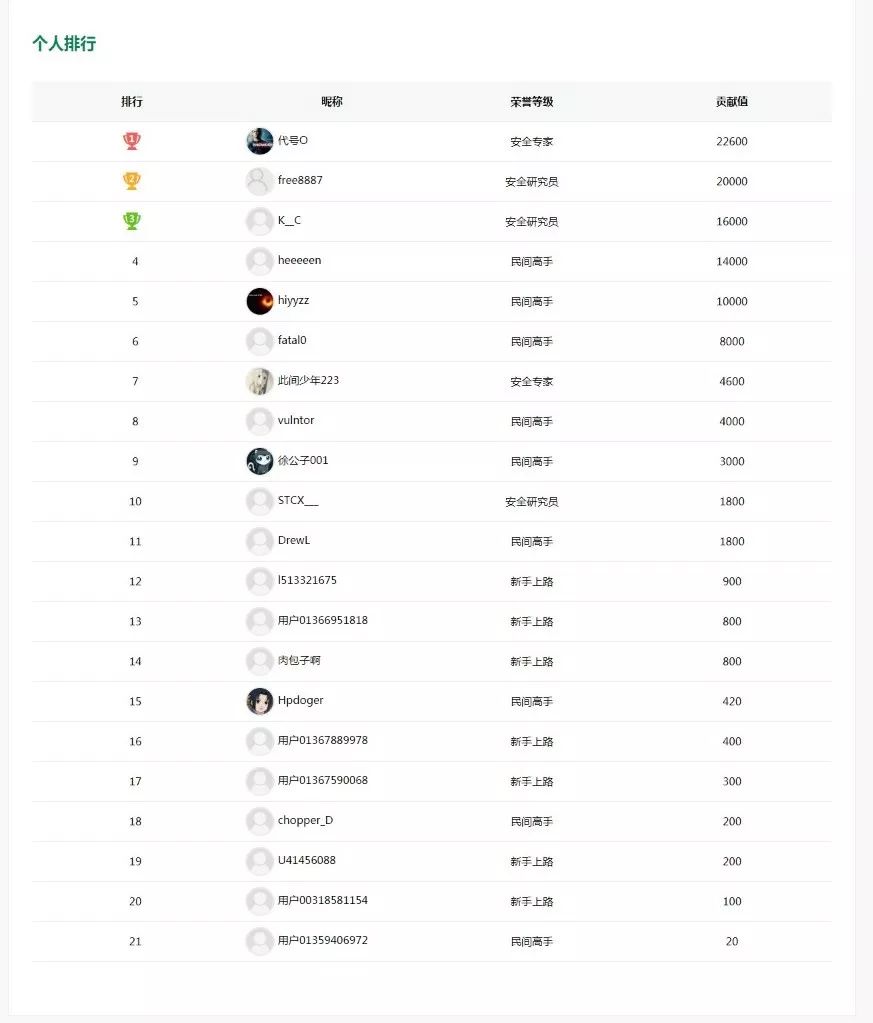 个人排行
排行 昵称 荣誉等级 贡献值
1 代号O 安全专家 22600
2 free8887 安全研究员 20000
3 K__C 安全研究员 16000
4 heeeeen 民间高手 14000
5 hiyyzz 民间高手 10000
6 fatal0 民间高手 8000
7 此间少年223 安全专家 4600
8 vulntor 民间高手 4000
9 徐公子001 民间高手 3000
10 STCX___ 安全研究员 1800
11 DrewL 民间高手 1800
12 l513321675 新手上路 900
13 用户01366951818 新手上路 800
14 肉包子啊 新手上路 800
15 Hpdoger 民间高手 420
16 用户01367889978 新手上路 400
17 用户01367590068 新手上路 300
18 chopper_D 民间高手 200
19 U41456088 新手上路 200
20 用户00318581154 新手上路 100
21 用户01359406972 民间高手 20